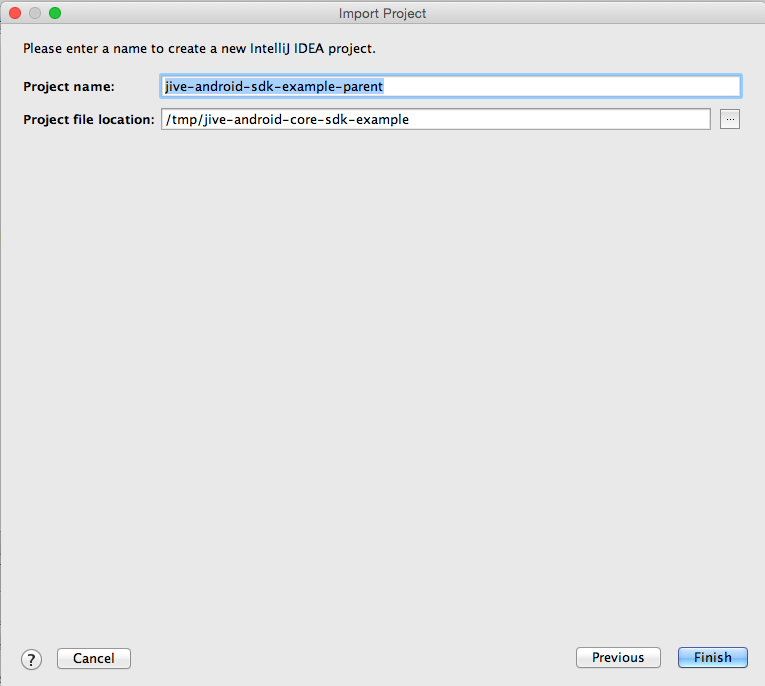 Import Project
Please enter a name to create a new IntelliJ IDEA project.
Project name: jive-android-sdk-example-parent
Project file location: /tmp/jive-android-core-sdk-example ...
? Cancel Previous Finish